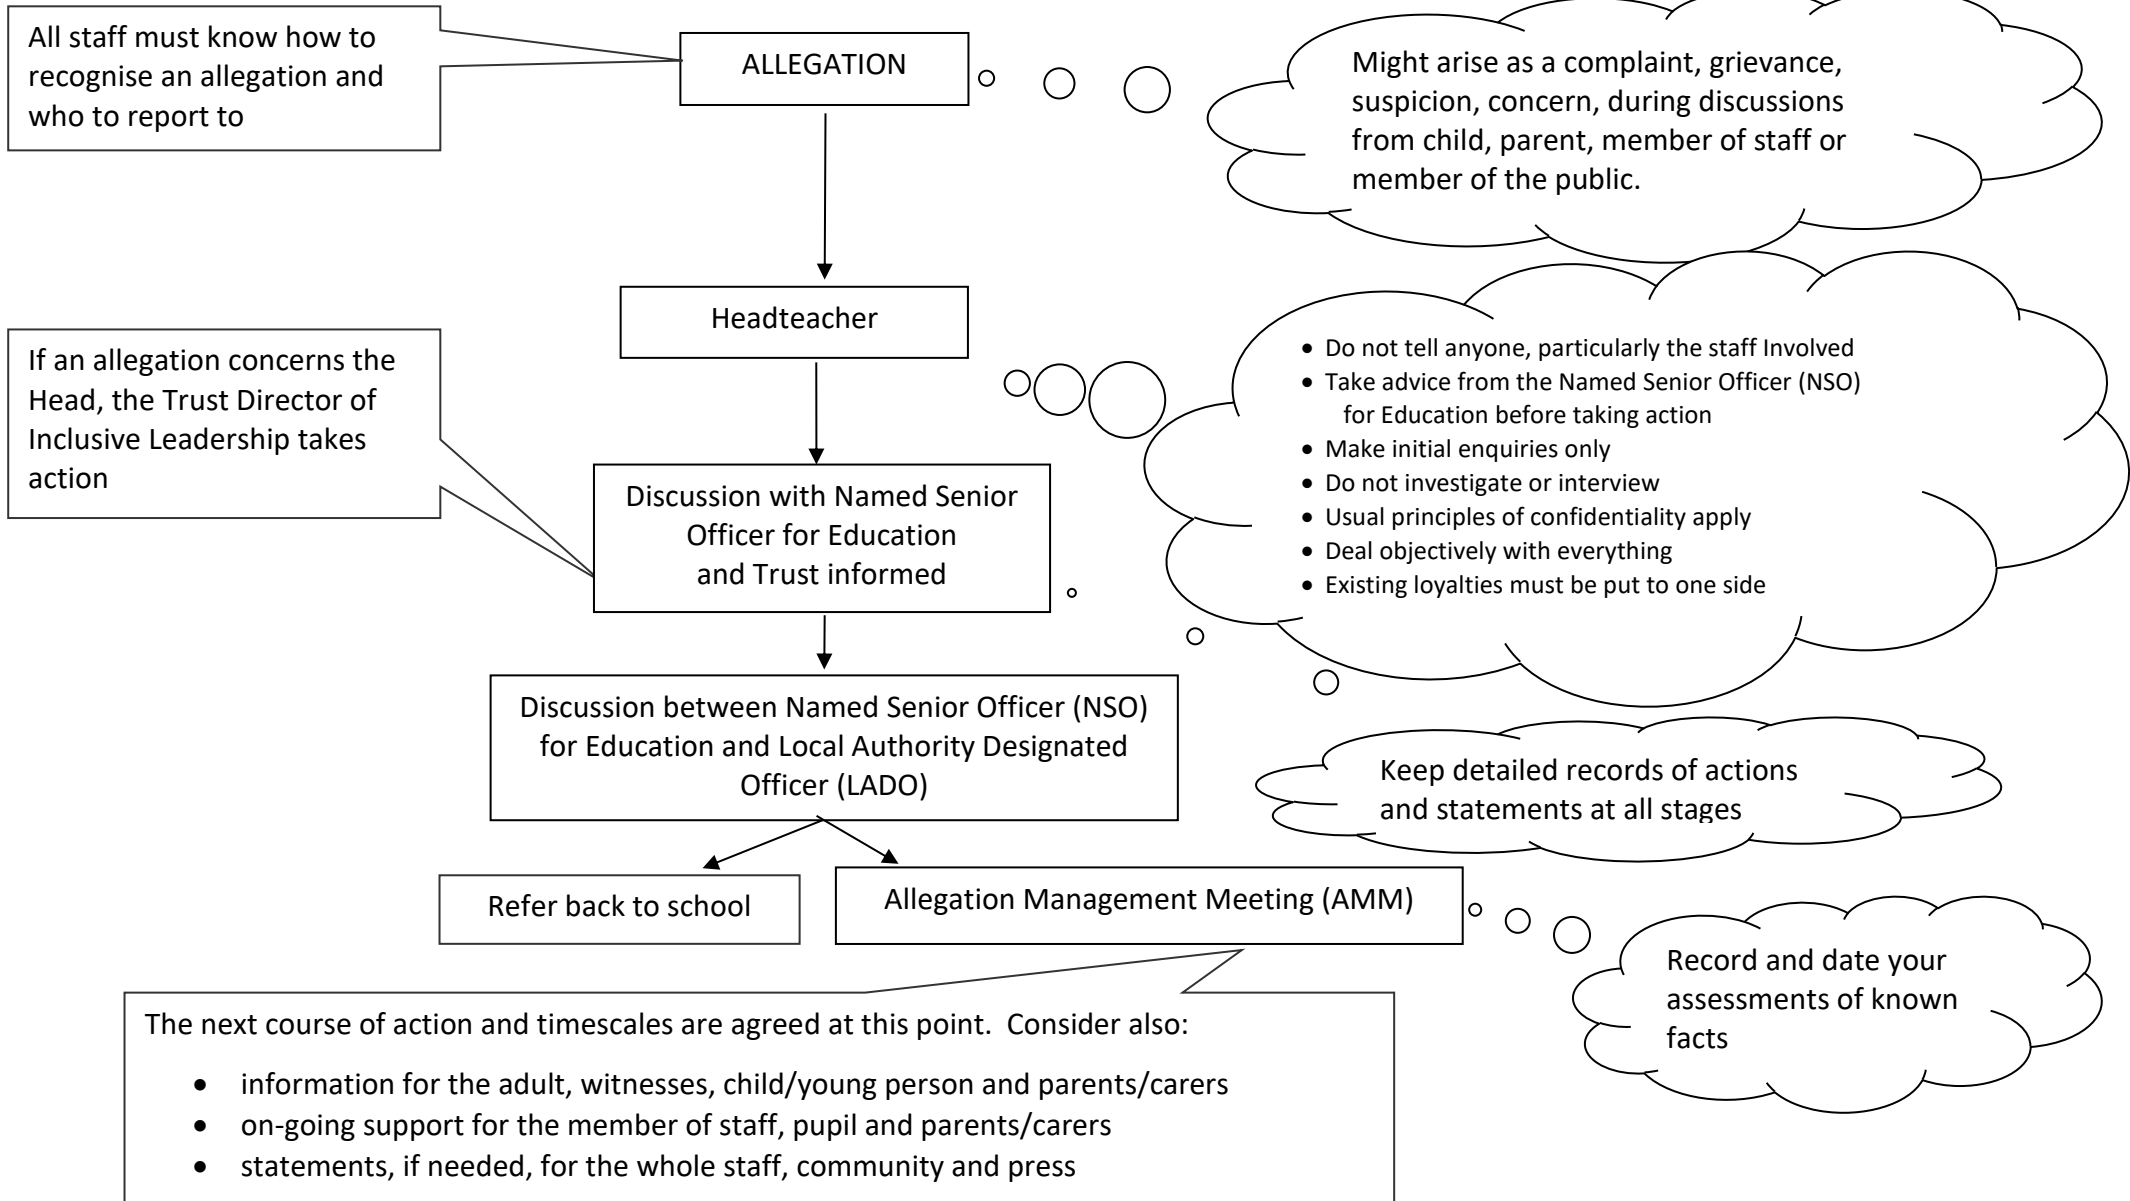 All staff must know how to
recognise an allegation and
who to report to
ALLEGATION
Might arise as a complaint, grievance,
suspicion, concern, during discussions
from child, parent, member of staff or
member of the public.
Headteacher
If an allegation concerns the
Head, the Trust Director of
Inclusive Leadership takes
action
• Do not tell anyone, particularly the staff Involved
• Take advice from the Named Senior Officer (NSO)
for Education before taking action
• Make initial enquiries only
• Do not investigate or interview
• Usual principles of confidentiality apply
• Deal objectively with everything
• Existing loyalties must be put to one side
Discussion with Named Senior
Officer for Education
and Trust informed
Discussion between Named Senior Officer (NSO)
for Education and Local Authority Designated
Officer (LADO)
Keep detailed records of actions
and statements at all stages
Refer back to school
Allegation Management Meeting (AMM)
Record and date your
assessments of known
facts
The next course of action and timescales are agreed at this point.  Consider also:
• information for the adult, witnesses, child/young person and parents/carers
• on-going support for the member of staff, pupil and parents/carers
• statements, if needed, for the whole staff, community and press